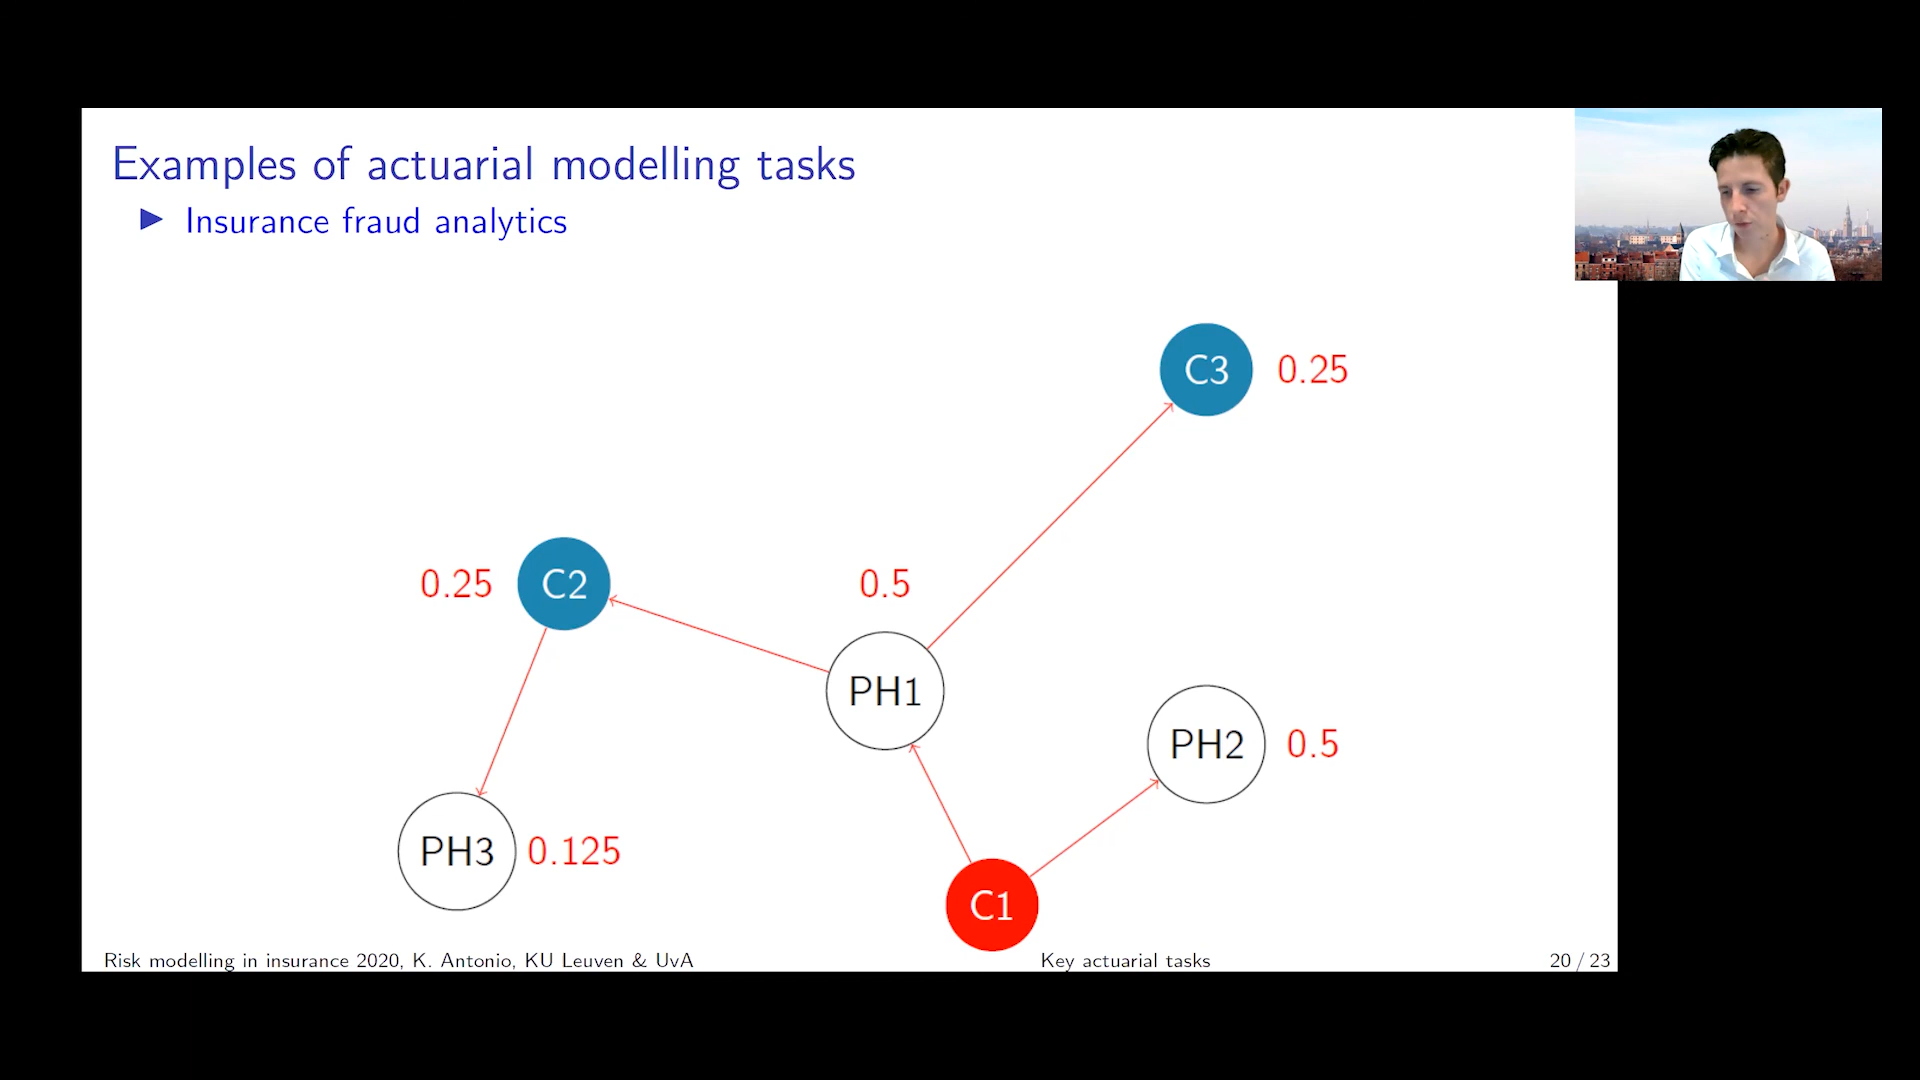 Examples of actuarial modelling tasks
Insurance fraud analytics
C3 0.25
0.25 C2 0.5
PH1
PH2 0.5
PH3 0.125
C1
Risk modelling in insurance 2020, K. Antonio, KU Leuven & UvA Key actuarial tasks 20 / 23